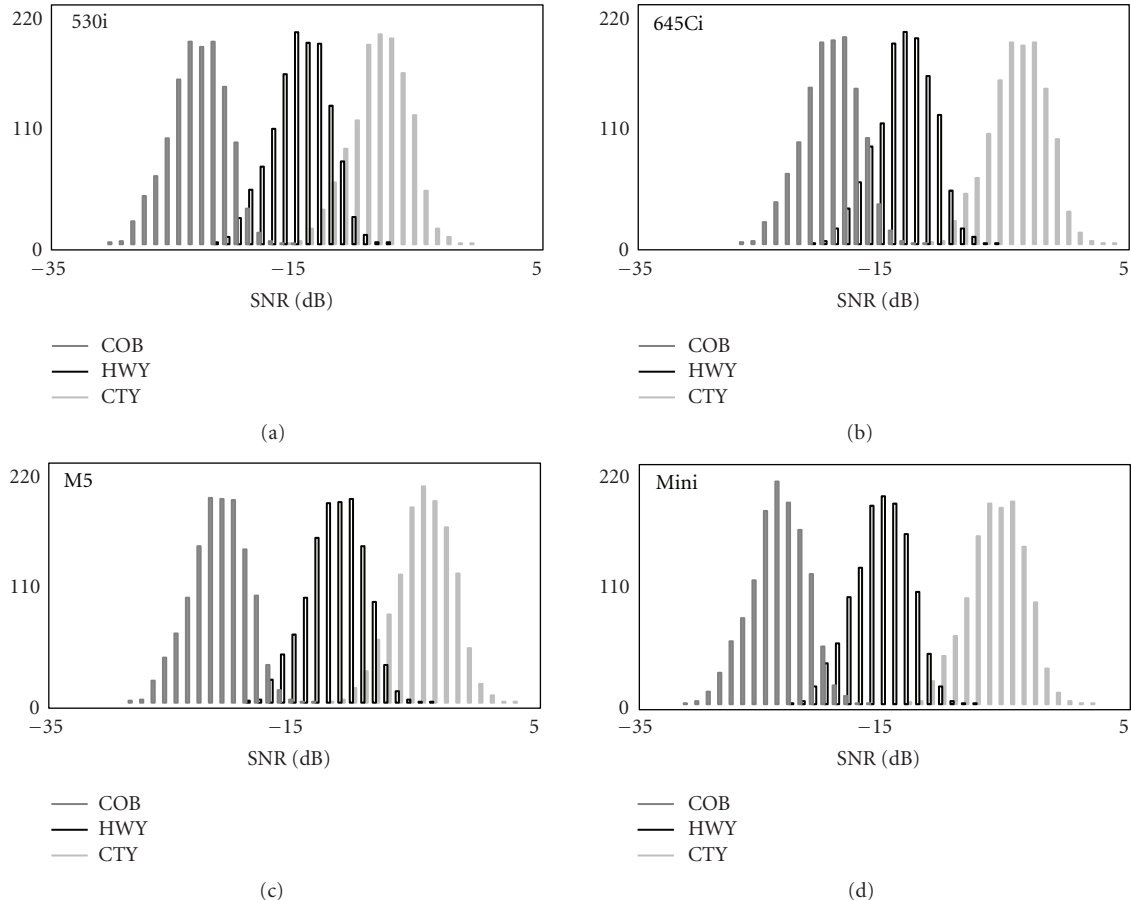 530i
220
110
0
−35
−15
5
SNR (dB)
COB
HWY
CTY
(a)
645Ci
220
110
0
−35
−15
5
SNR (dB)
COB
HWY
CTY
(b)
M5
220
110
0
−35
−15
5
SNR (dB)
COB
HWY
CTY
(c)
Mini
220
110
0
−35
−15
5
SNR (dB)
COB
HWY
CTY
(d)